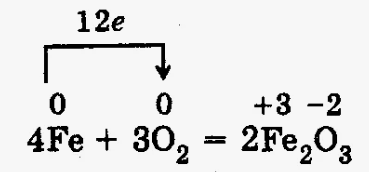 12e
0 0 +3 -2
4Fe + 3O₂ = 2Fe₂O₃